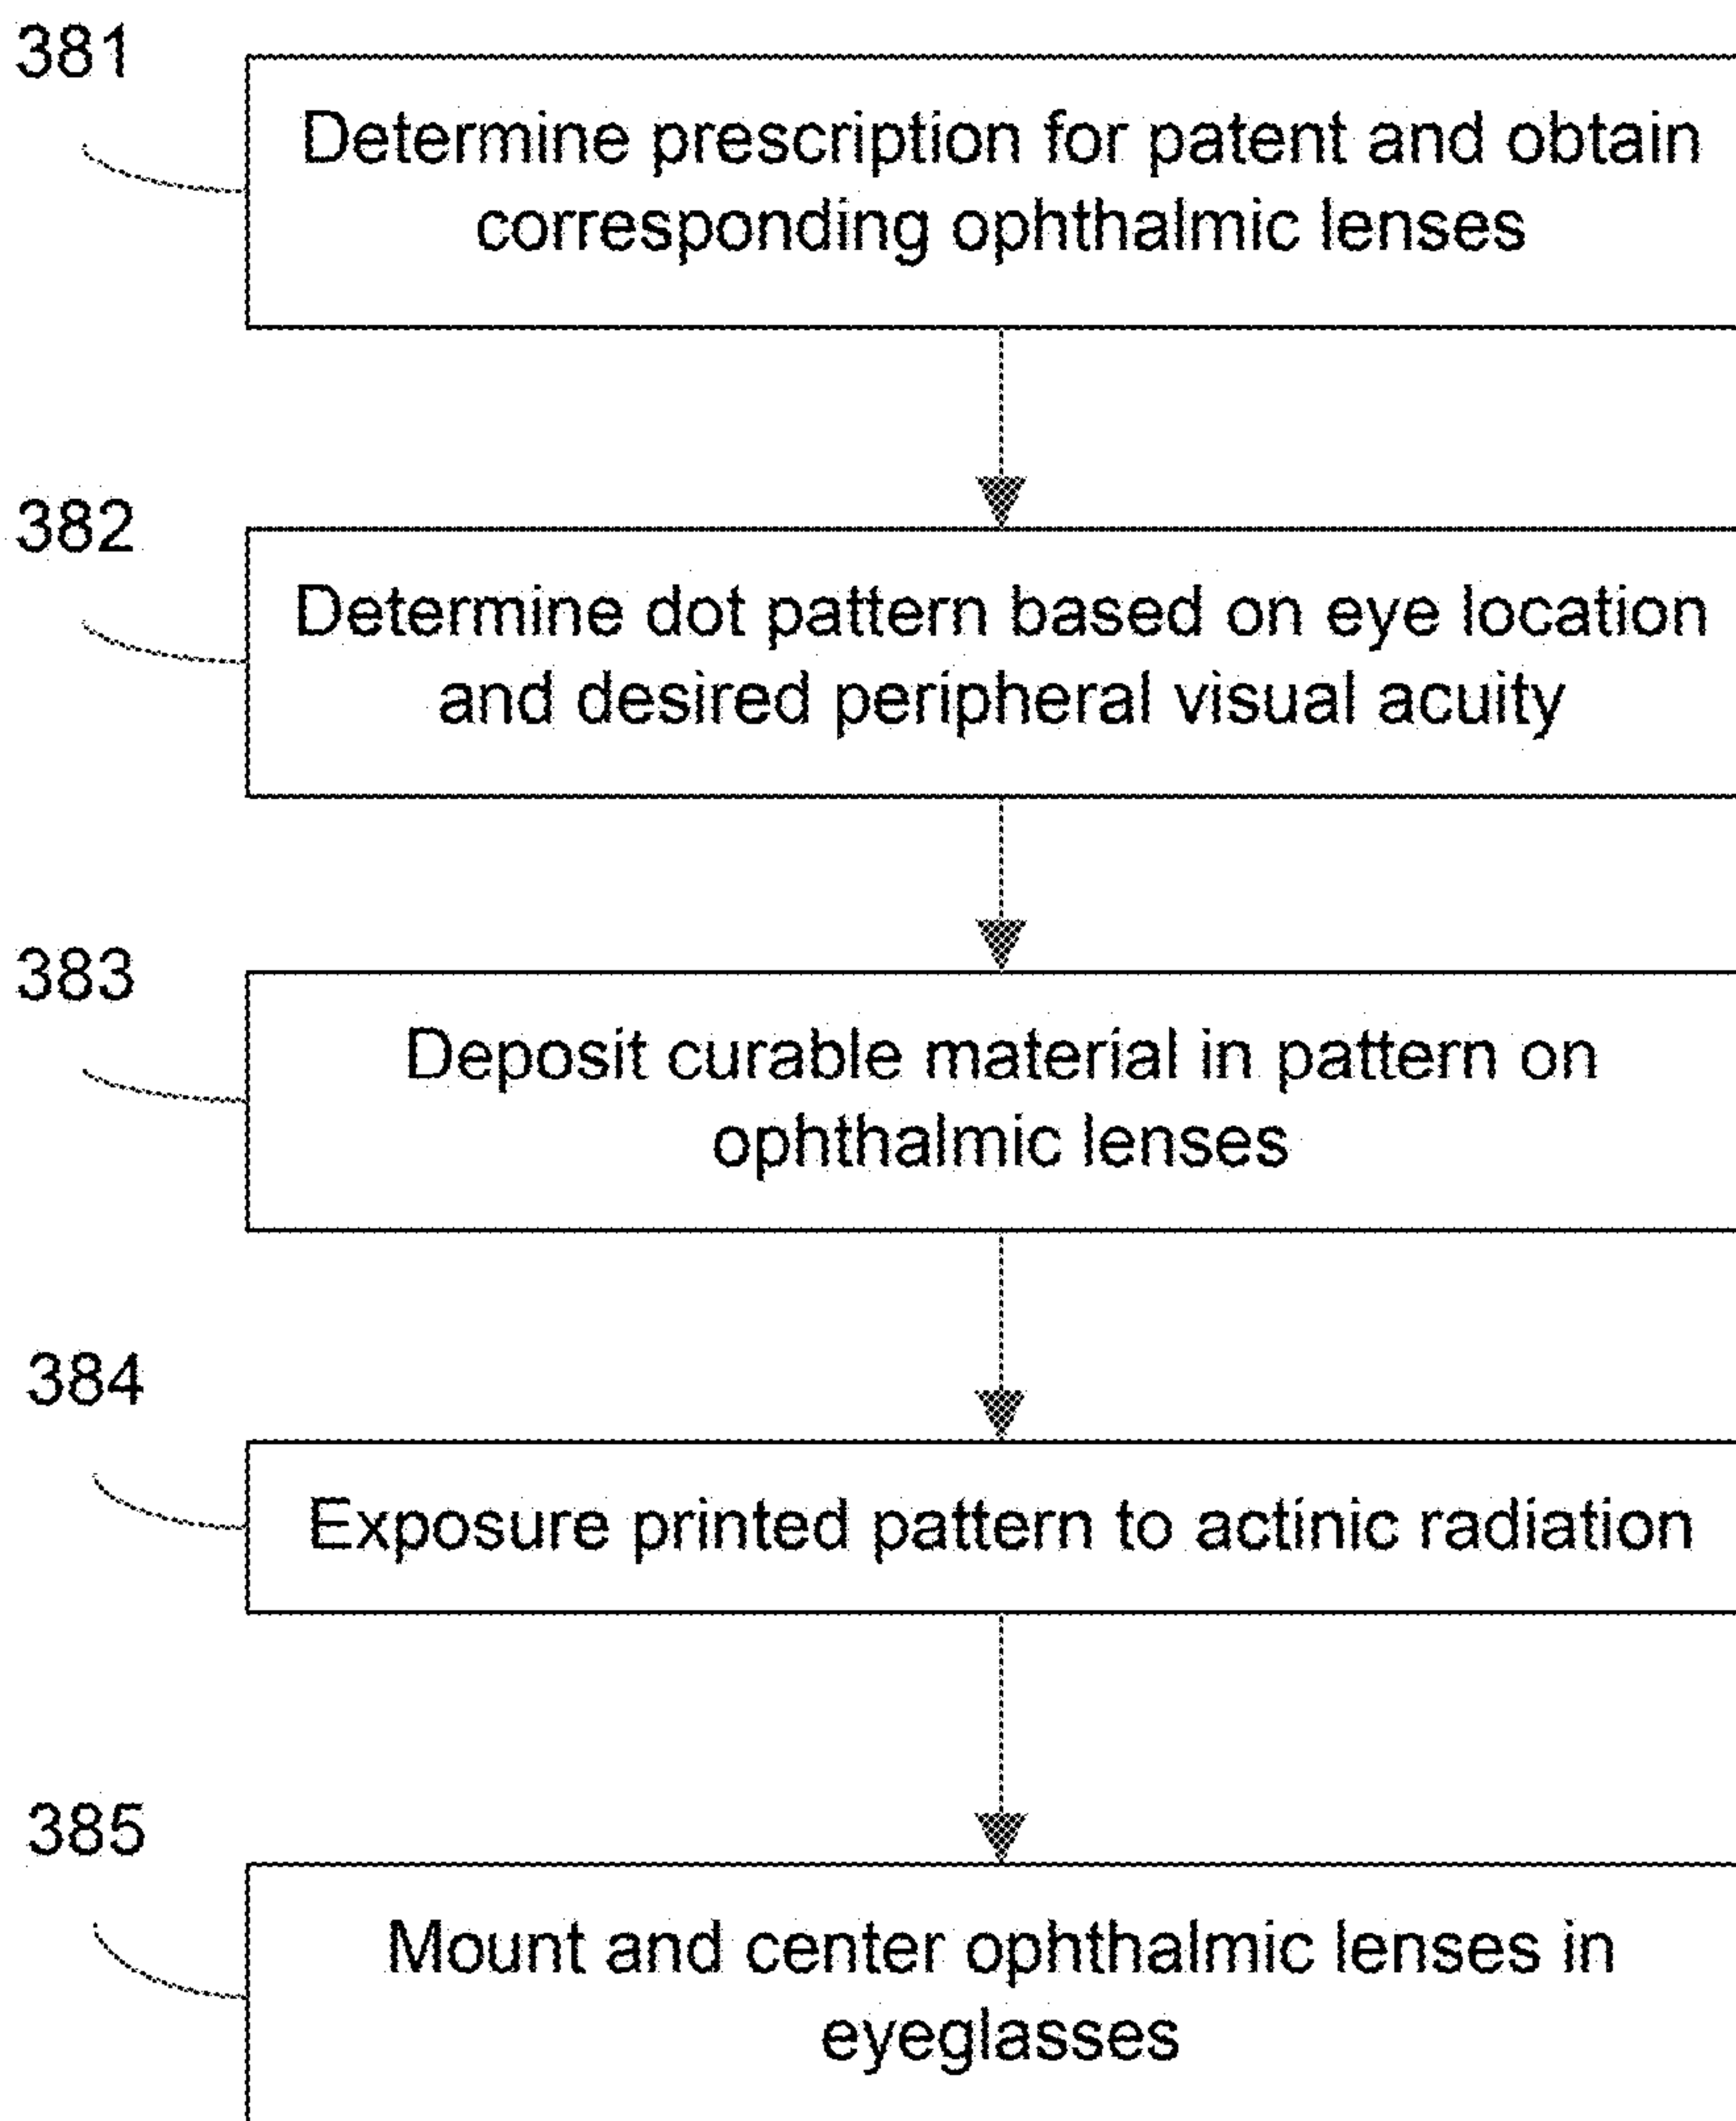 381
Determine prescription for patent and obtain
corresponding ophthalmic lenses
382
Determine dot pattern based on eye location
and desired peripheral visual acuity
383
Deposit curable material in pattern on
ophthalmic lenses
384
Exposure printed pattern to actinic radiation
385
Mount and center ophthalmic lenses in
eyeglasses